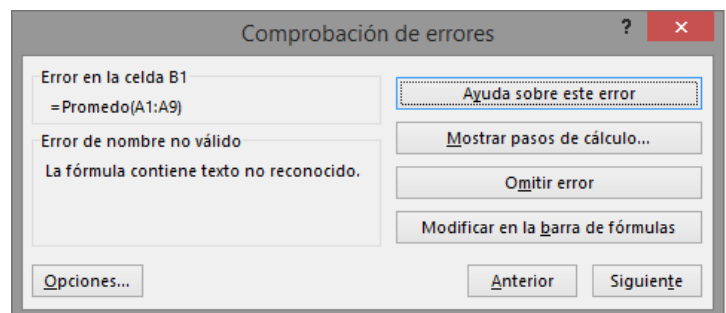 Comprobación de errores
?
Error en la celda B1
=Promedo(A1:A9)
Error de nombre no válido
La fórmula contiene texto no reconocido.
Ayuda sobre este error
Mostrar pasos de cálculo...
Omitir error
Modificar en la barra de fórmulas
Opciones...
Anterior
Siguiente